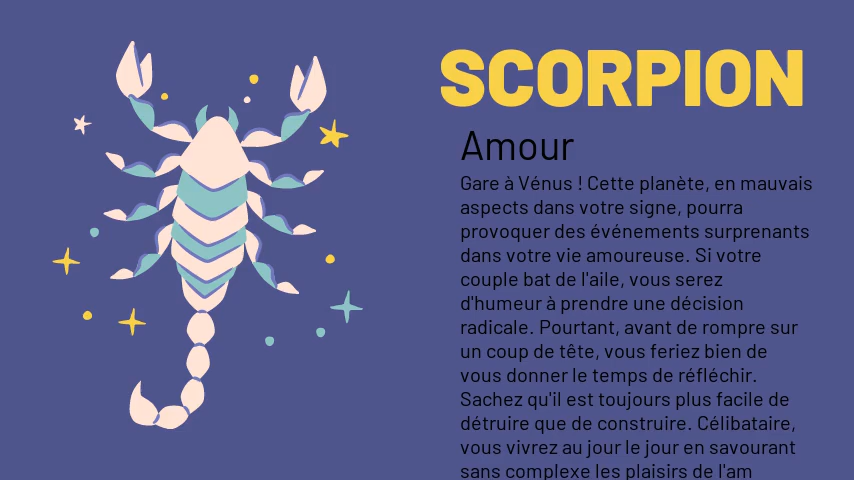 SCORPION
Amour
Gare à Vénus ! Cette planète, en mauvais
aspects dans votre signe, pourra
provoquer des événements surprenants
dans votre vie amoureuse. Si votre
couple bat de l'aile, vous serez
d'humeur à prendre une décision
radicale. Pourtant, avant de rompre sur
un coup de tête, vous feriez bien de
vous donner le temps de réfléchir.
Sachez qu'il est toujours plus facile de
détruire que de construire. Célibataire,
vous vivrez au jour le jour en savourant
sans complexe les plaisirs de l'am